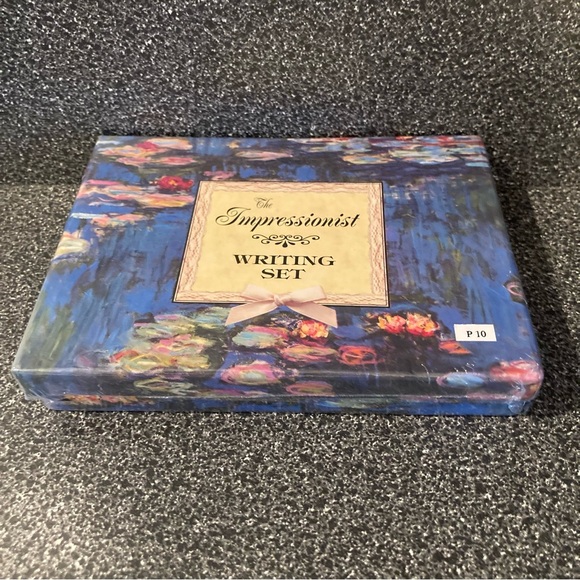 The
Impressionist
WRITING
SET
P 10